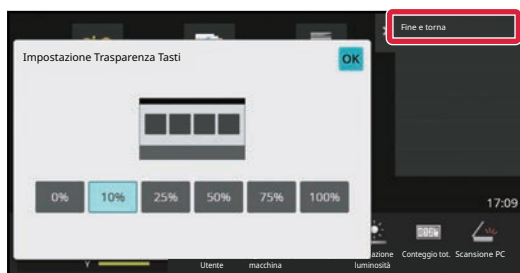 Fine e torna
Impostazione Trasparenza Tasti
OK
0%
10%
25%
50%
75%
100%
17:09
Y
Utente
macchina
azione
luminosità
Conteggio tot.
Scansione PC